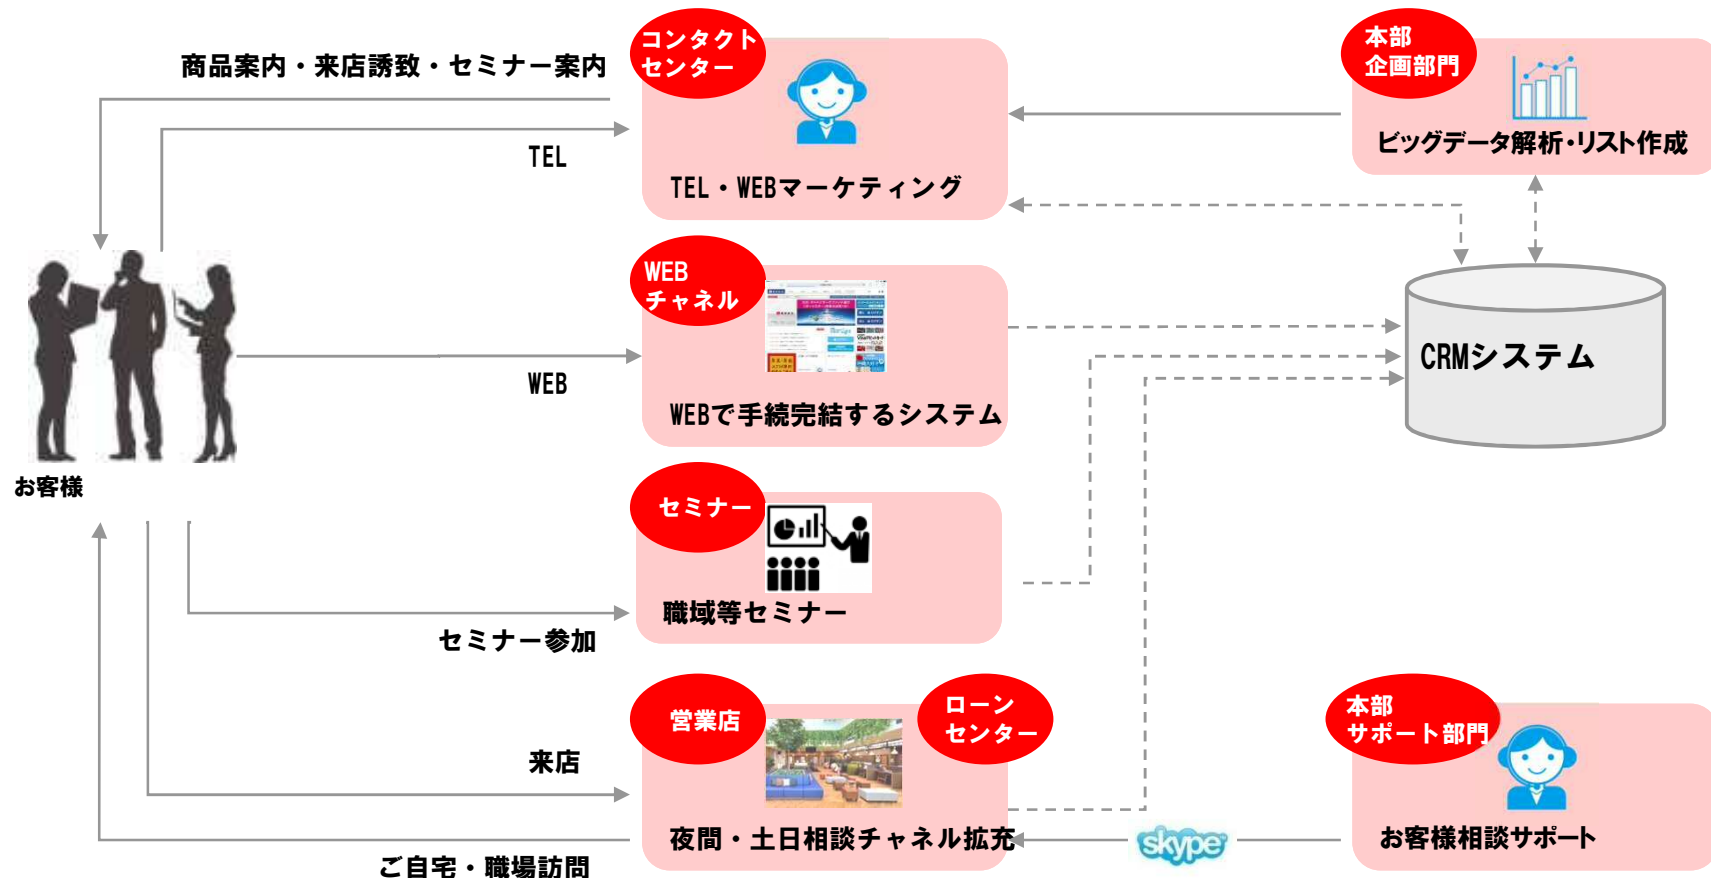 コンタクト
センター
本部
企画部門
商品案内・来店誘致・セミナー案内
TEL
TEL・WEBマーケティング
ビッグデータ解析・リスト作成
WEB
チャネル
WEB
WEBで手続完結するシステム
CRMシステム
お客様
セミナー
職域等セミナー
セミナー参加
営業店
ローン
センター
本部
サポート部門
来店
夜間・土日相談チャネル拡充
skype
お客様相談サポート
ご自宅・職場訪問